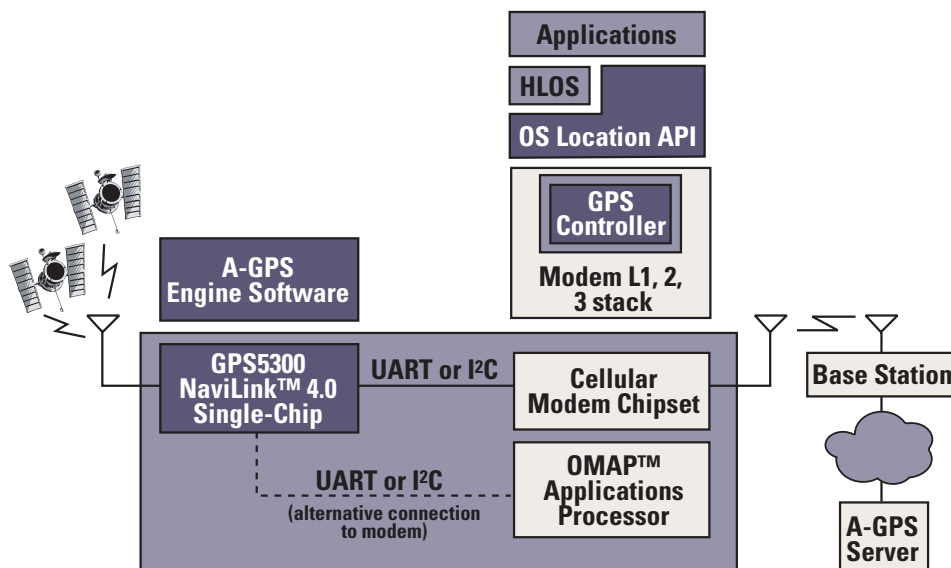 Applications
HLOS
OS Location API
GPS
Controller
Modem L1, 2,
3 stack
A-GPS
Engine Software
GPS5300
NaviLink™ 4.0
Single-Chip
UART or I²C
Cellular
Modem Chipset
Base Station
UART or I²C
(alternative connection
to modem)
OMAP™
Applications
Processor
A-GPS
Server